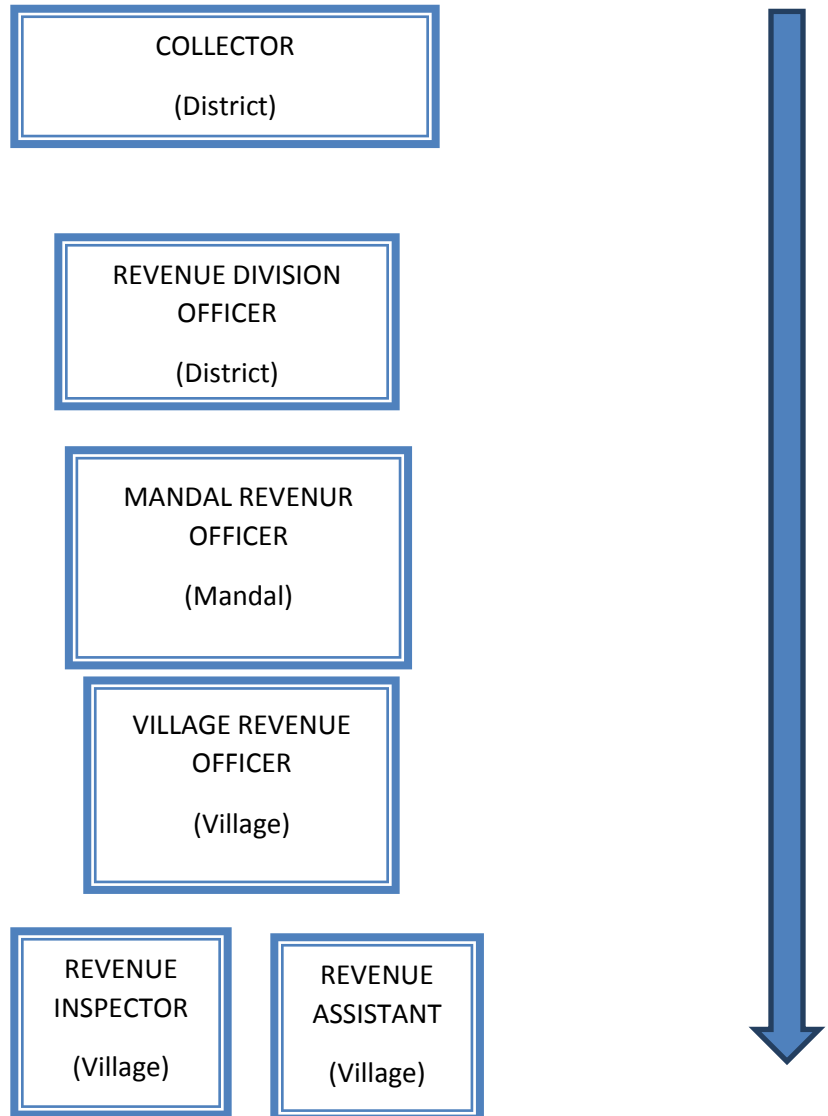 COLLECTOR
(District)
REVENUE DIVISION
OFFICER
(District)
MANDAL REVENUR
OFFICER
(Mandal)
VILLAGE REVENUE
OFFICER
(Village)
REVENUE
INSPECTOR
(Village)
REVENUE
ASSISTANT
(Village)